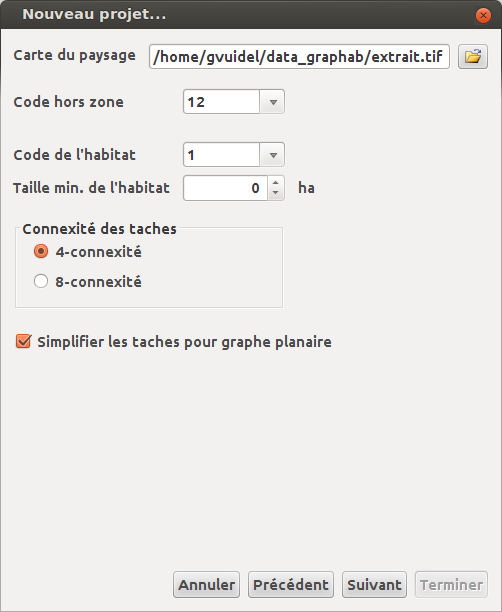 Nouveau projet...
Carte du paysage /home/gvuidel/data_graphab/extrait.tif
Code hors zone 12
Code de l'habitat 1
Taille min. de l'habitat 0 ha
Connexité des taches
4-connexité
8-connexité
Simplifier les taches pour graphe planaire
Annuler Précédent Suivant Terminer